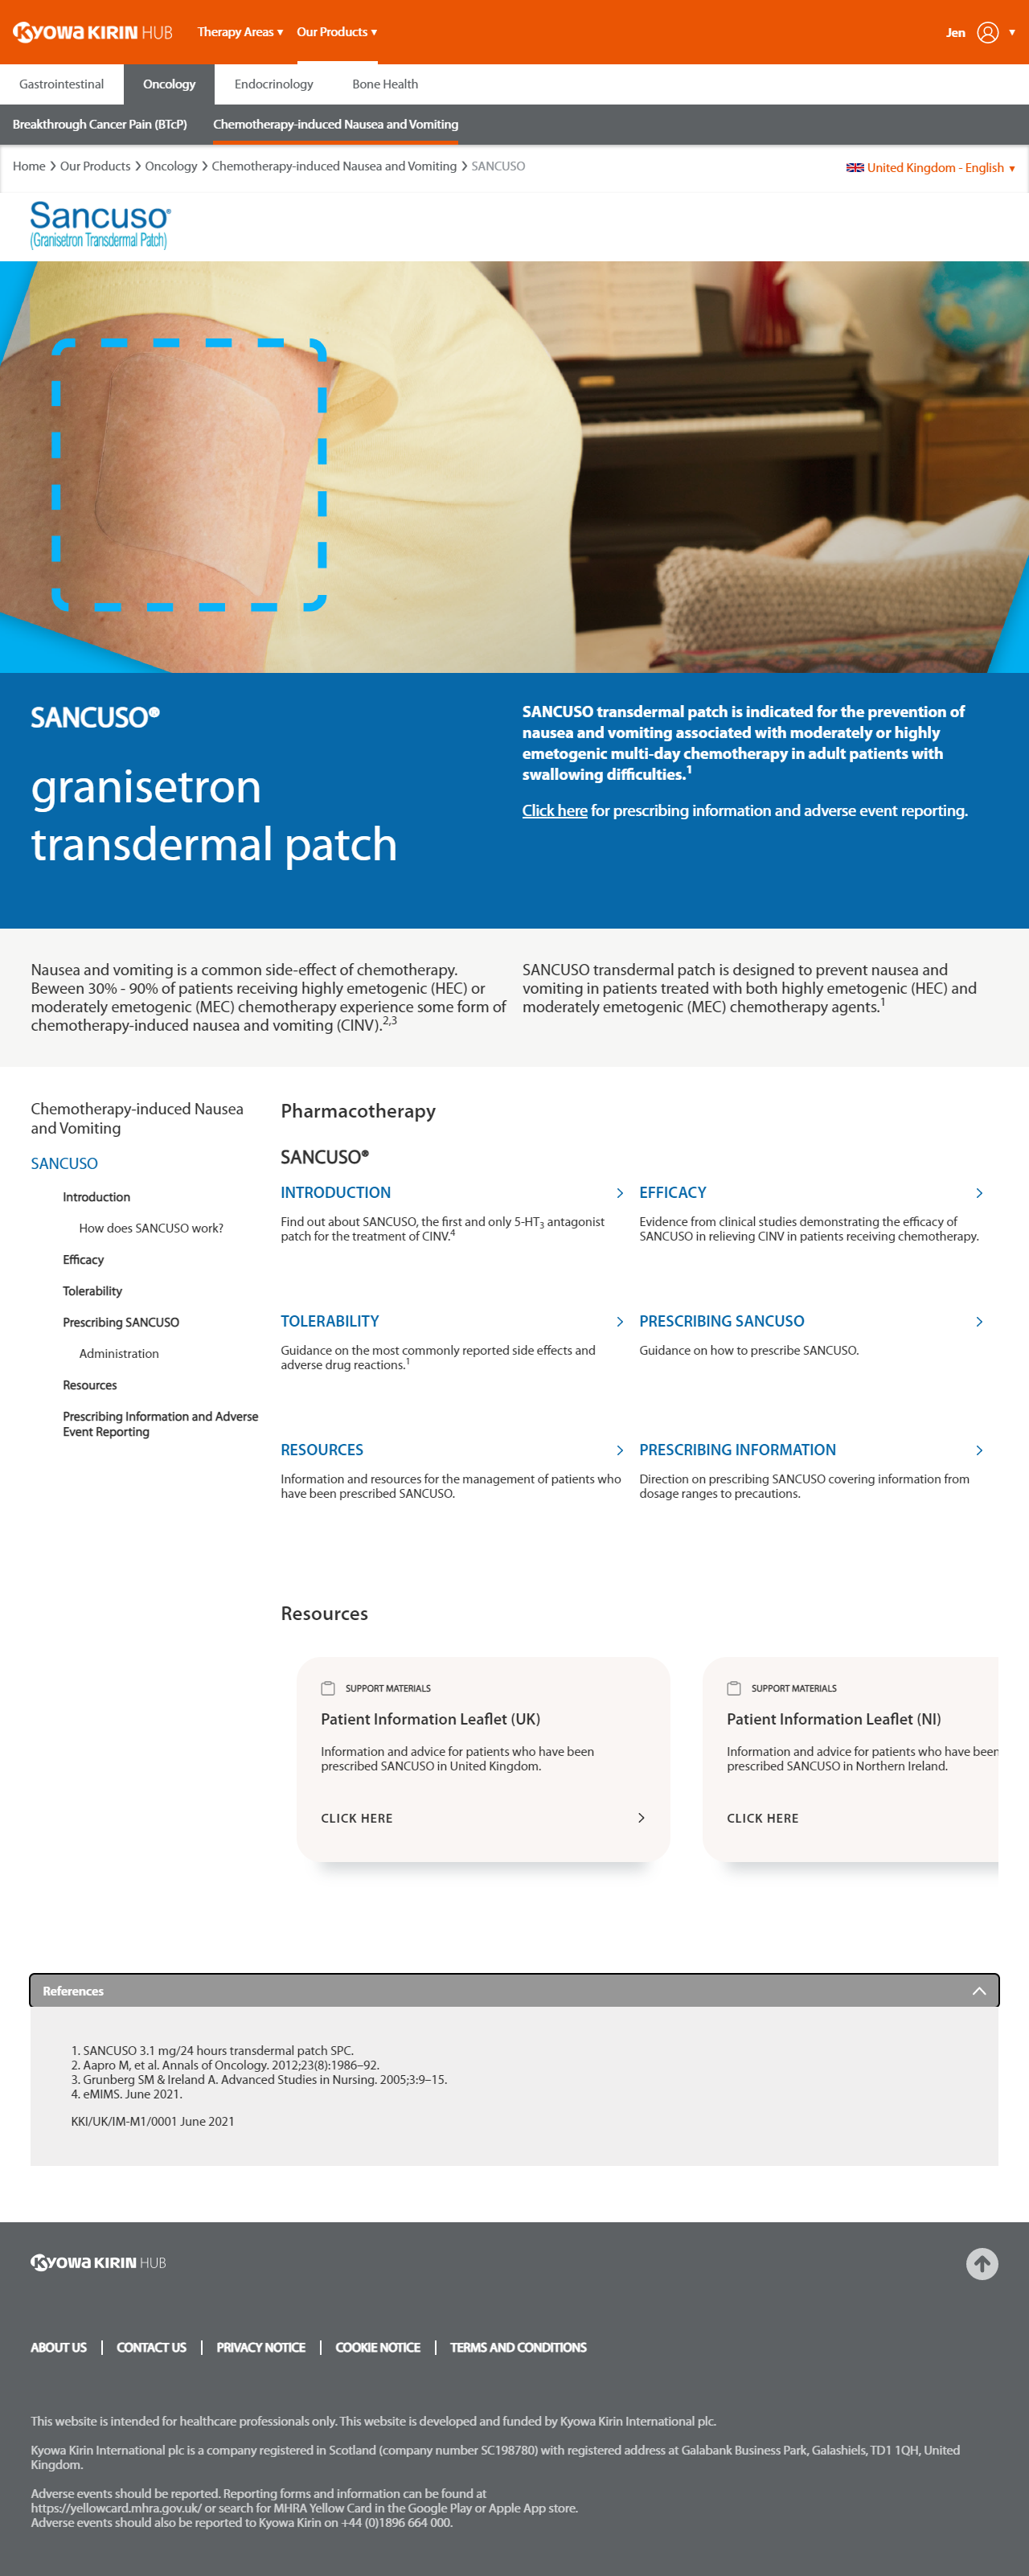 KYOWA KIRIN HUB
Therapy Areas ▼ Our Products ▼
Jen ▼
Gastrointestinal Oncology Endocrinology Bone Health
Breakthrough Cancer Pain (BTcP) Chemotherapy-induced Nausea and Vomiting
Home > Our Products > Oncology > Chemotherapy-induced Nausea and Vomiting > SANCUSO
United Kingdom - English ▼
Sancuso®
(Granisetron Transdermal Patch)
SANCUSO®
granisetron
transdermal patch
SANCUSO transdermal patch is indicated for the prevention of
nausea and vomiting associated with moderately or highly
emetogenic multi-day chemotherapy in adult patients with
swallowing difficulties.1
Click here for prescribing information and adverse event reporting.
Nausea and vomiting is a common side-effect of chemotherapy.
Beween 30% - 90% of patients receiving highly emetogenic (HEC) or
moderately emetogenic (MEC) chemotherapy experience some form of
chemotherapy-induced nausea and vomiting (CINV).2,3
SANCUSO transdermal patch is designed to prevent nausea and
vomiting in patients treated with both highly emetogenic (HEC) and
moderately emetogenic (MEC) chemotherapy agents.1
Chemotherapy-induced Nausea
and Vomiting
SANCUSO
Introduction
How does SANCUSO work?
Efficacy
Tolerability
Prescribing SANCUSO
Administration
Resources
Prescribing Information and Adverse
Event Reporting
Pharmacotherapy
SANCUSO®
INTRODUCTION
Find out about SANCUSO, the first and only 5-HT3 antagonist
patch for the treatment of CINV.4
EFFICACY
Evidence from clinical studies demonstrating the efficacy of
SANCUSO in relieving CINV in patients receiving chemotherapy.
TOLERABILITY
Guidance on the most commonly reported side effects and
adverse drug reactions.1
PRESCRIBING SANCUSO
Guidance on how to prescribe SANCUSO.
RESOURCES
Information and resources for the management of patients who
have been prescribed SANCUSO.
PRESCRIBING INFORMATION
Direction on prescribing SANCUSO covering information from
dosage ranges to precautions.
Resources
SUPPORT MATERIALS
Patient Information Leaflet (UK)
Information and advice for patients who have been
prescribed SANCUSO in United Kingdom.
CLICK HERE
SUPPORT MATERIALS
Patient Information Leaflet (NI)
Information and advice for patients who have been
prescribed SANCUSO in Northern Ireland.
CLICK HERE
References
1. SANCUSO 3.1 mg/24 hours transdermal patch SPC.
2. Aapro M, et al. Annals of Oncology. 2012;23(8):1986–92.
3. Grunberg SM & Ireland A. Advanced Studies in Nursing. 2005;3:9–15.
4. eMIMS. June 2021.
KKI/UK/IM-M1/0001 June 2021
KYOWA KIRIN HUB
ABOUT US | CONTACT US | PRIVACY NOTICE | COOKIE NOTICE | TERMS AND CONDITIONS
This website is intended for healthcare professionals only. This website is developed and funded by Kyowa Kirin International plc.
Kyowa Kirin International plc is a company registered in Scotland (company number SC198780) with registered address at Galabank Business Park, Galashiels, TD1 1QH, United
Kingdom.
Adverse events should be reported. Reporting forms and information can be found at
https://yellowcard.mhra.gov.uk/ or search for MHRA Yellow Card in the Google Play or Apple App store.
Adverse events should also be reported to Kyowa Kirin on +44 (0)1896 664 000.